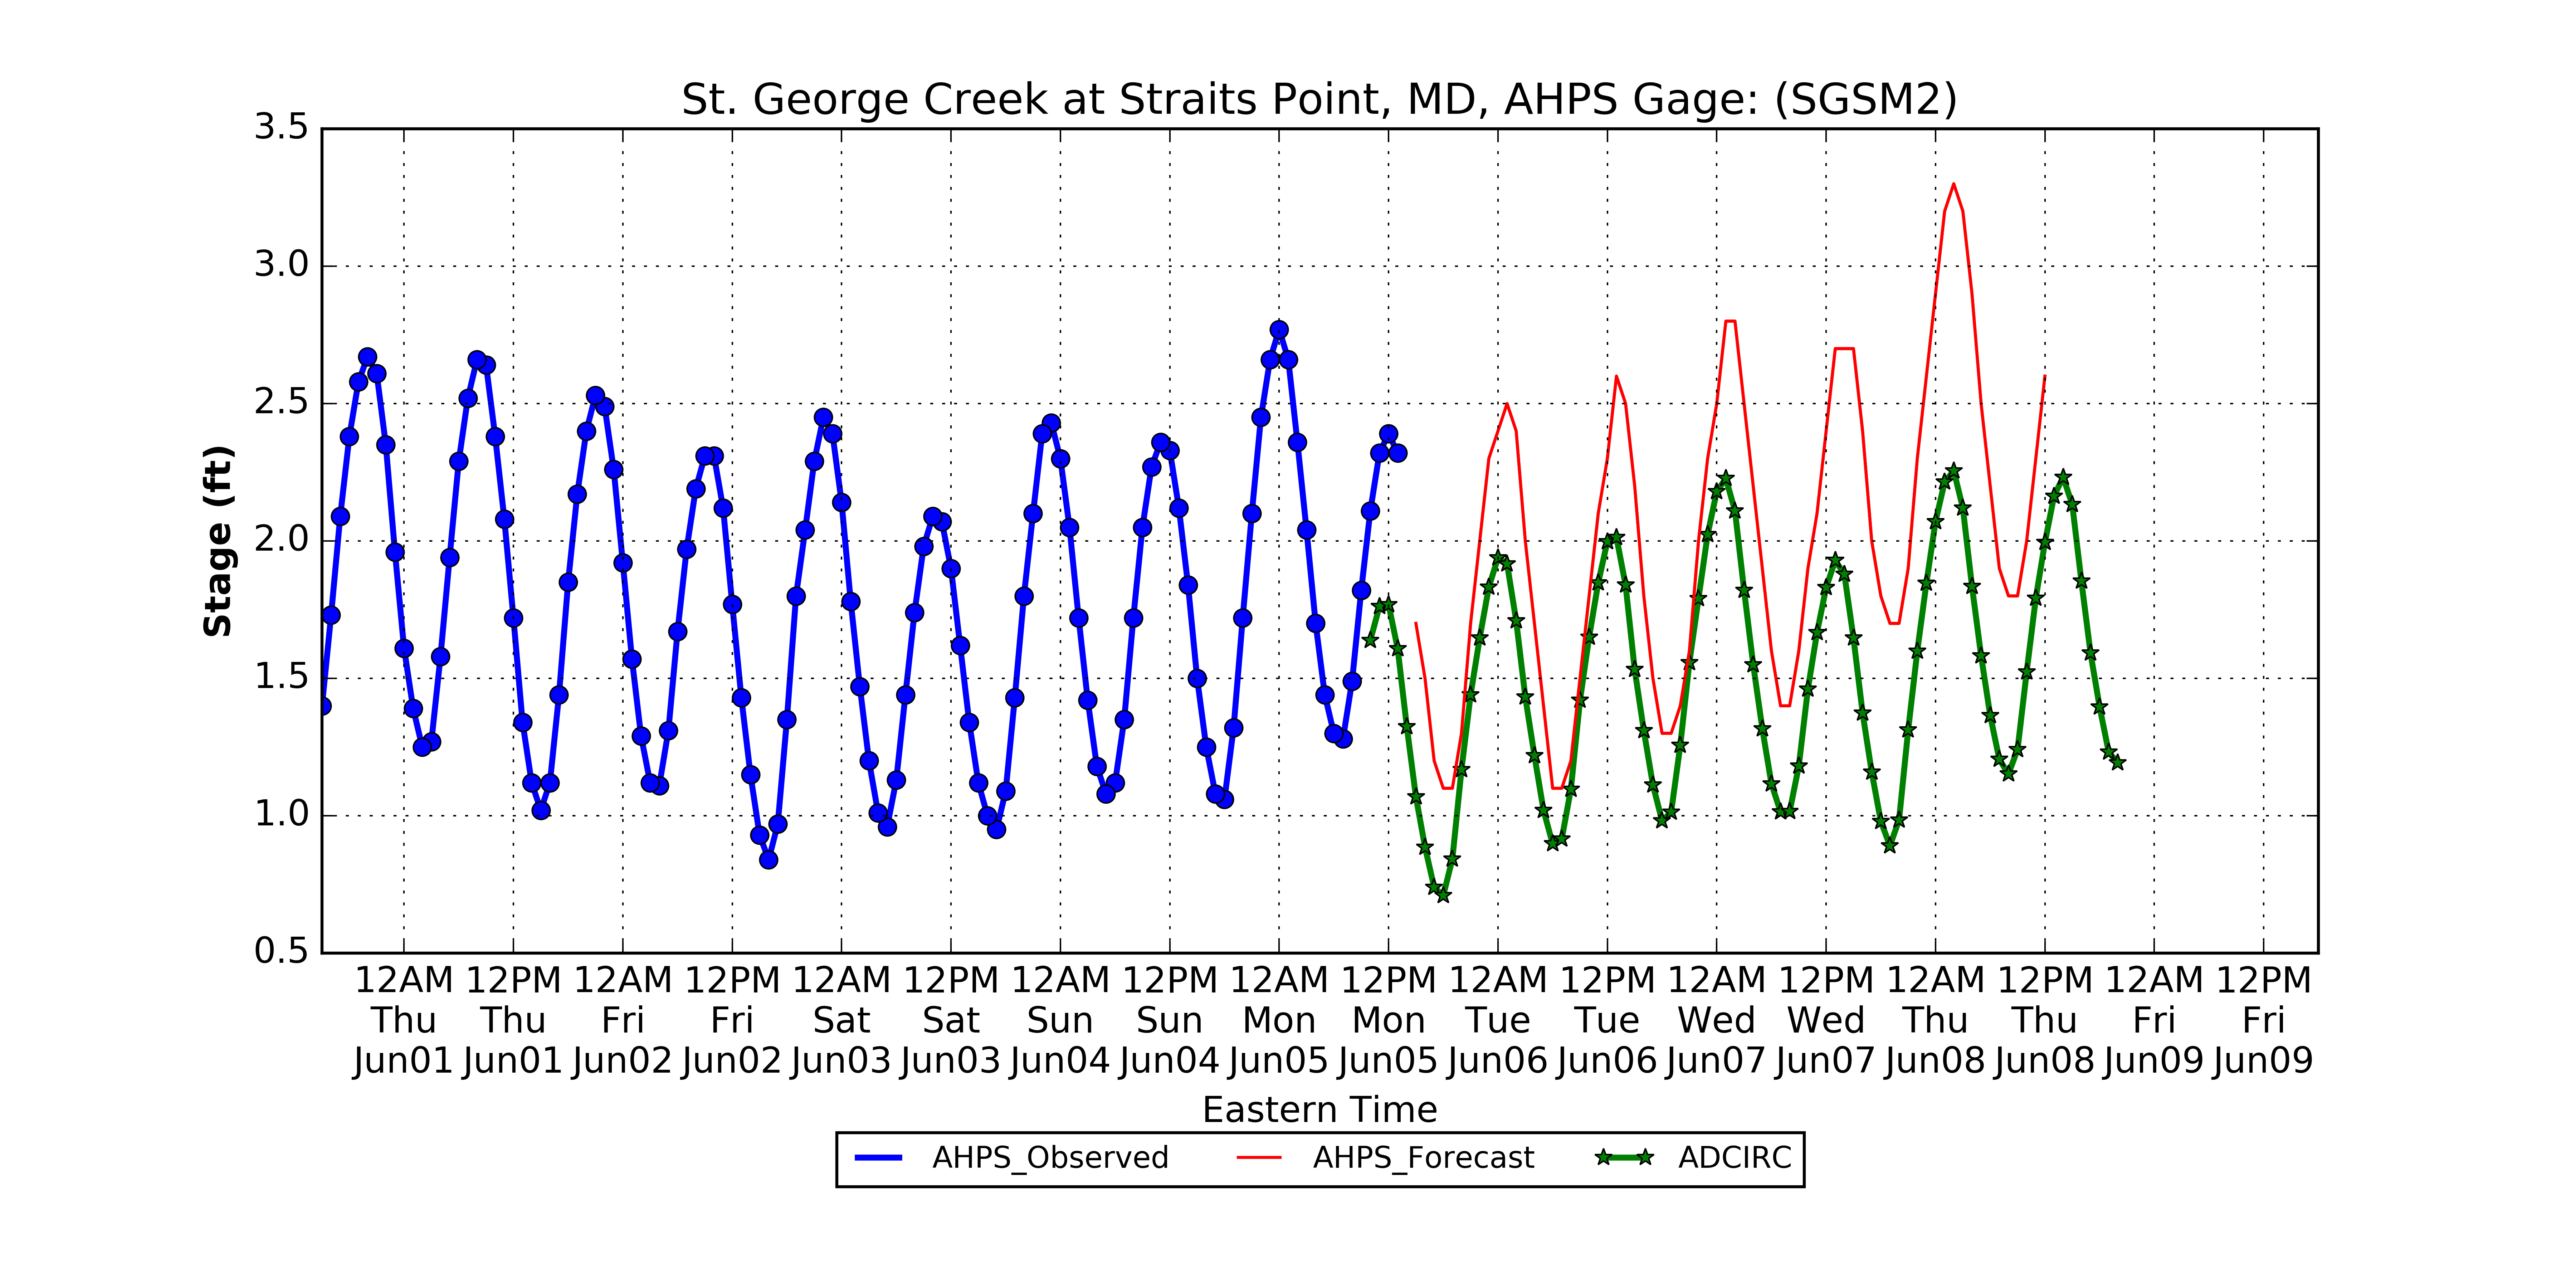 St. George Creek at Straits Point, MD, AHPS Gage: (SGSM2)
3.5
3.0
2.5
2.0
1.5
1.0
0.5
Stage (ft)
12AM 12PM 12AM 12PM 12AM 12PM 12AM 12PM 12AM 12PM 12AM 12PM 12AM 12PM 12AM 12PM 12AM 12PM
Thu Thu Fri Fri Sat Sat Sun Sun Mon Mon Tue Tue Wed Wed Thu Thu Fri Fri
Jun01 Jun01 Jun02 Jun02 Jun03 Jun03 Jun04 Jun04 Jun05 Jun05 Jun06 Jun06 Jun07 Jun07 Jun08 Jun08 Jun09 Jun09
Eastern Time
AHPS_Observed AHPS_Forecast ADCIRC